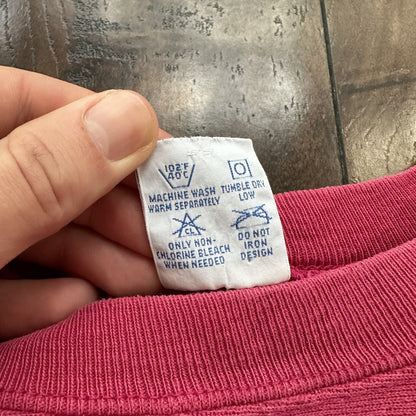 102°F
40°C
MACHINE WASH
WARM SEPARATELY
TUMBLE DRY
LOW
CL
ONLY NON-
CHLORINE BLEACH
WHEN NEEDED
DO NOT
IRON
DESIGN